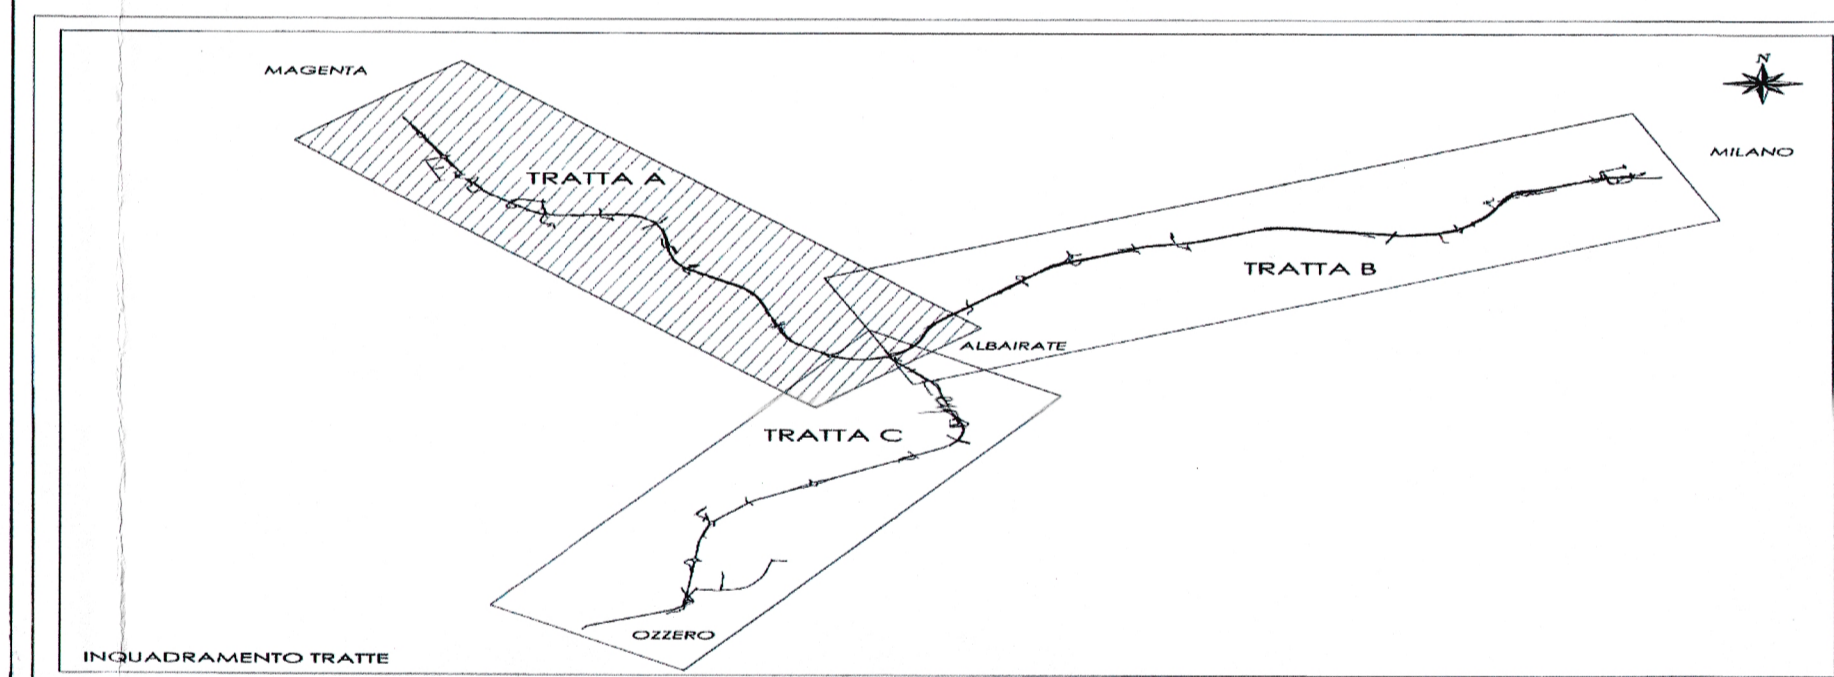 MAGENTA
N
MILANO
TRATTA A
TRATTA B
ALBAIRATE
TRATTA C
OZZERO
INQUADRAMENTO TRATTE